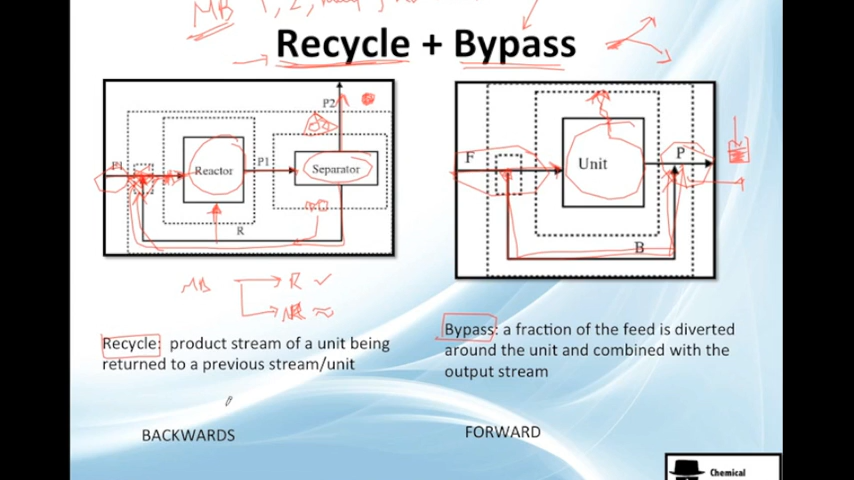 MB 1, 2,
Recycle + Bypass
P2
P1
Reactor
P1
Separator
R
F
Unit
P
B
MB → R ✓
→ NR ≈
Recycle: product stream of a unit being
returned to a previous stream/unit
BACKWARDS
Bypass: a fraction of the feed is diverted
around the unit and combined with the
output stream
FORWARD
Chemical